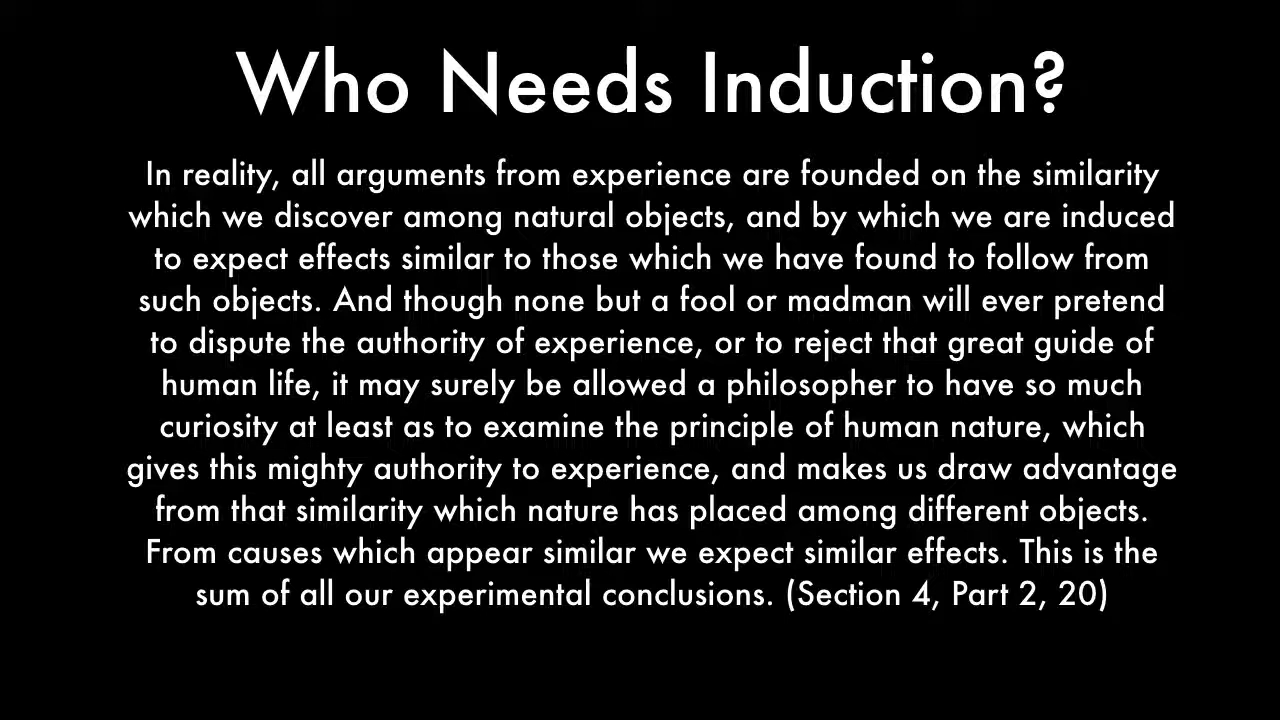 Who Needs Induction?
In reality, all arguments from experience are founded on the similarity
which we discover among natural objects, and by which we are induced
to expect effects similar to those which we have found to follow from
such objects. And though none but a fool or madman will ever pretend
to dispute the authority of experience, or to reject that great guide of
human life, it may surely be allowed a philosopher to have so much
curiosity at least as to examine the principle of human nature, which
gives this mighty authority to experience, and makes us draw advantage
from that similarity which nature has placed among different objects.
From causes which appear similar we expect similar effects. This is the
sum of all our experimental conclusions. (Section 4, Part 2, 20)